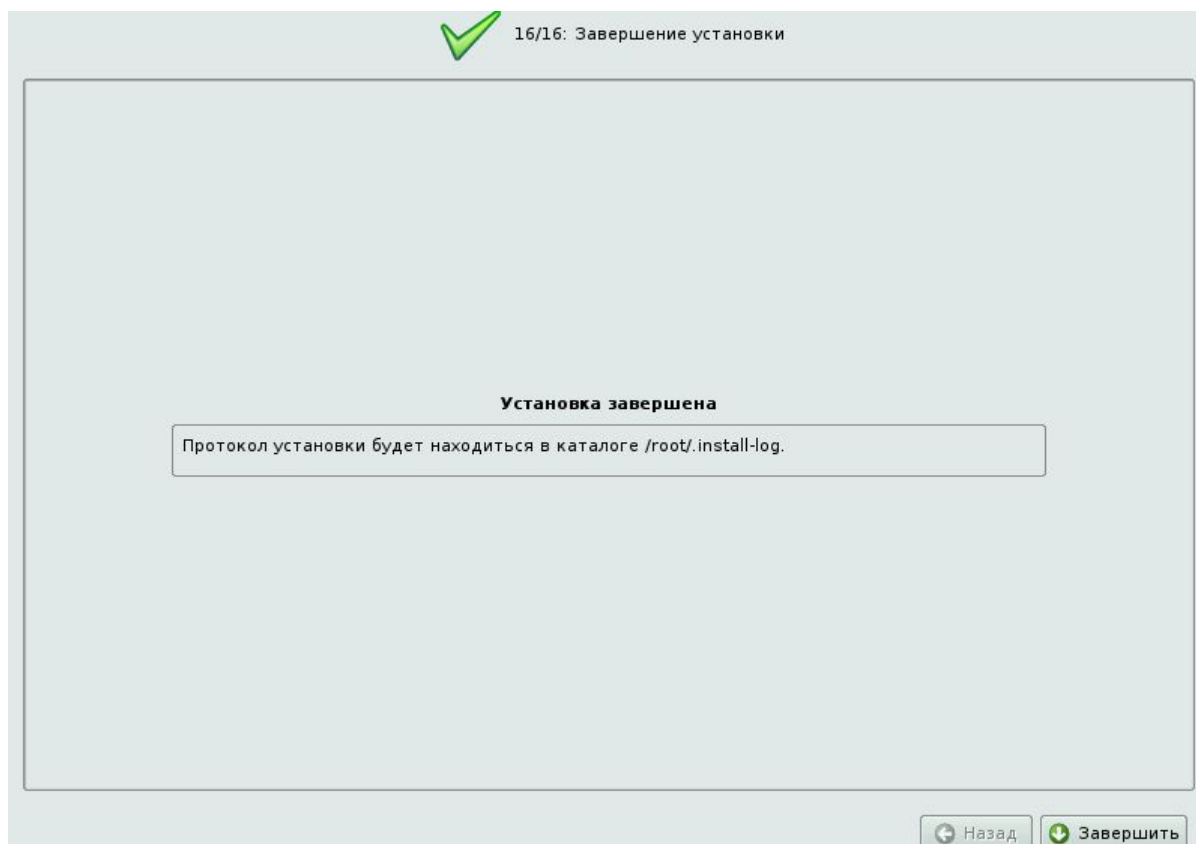 16/16: Завершение установки
Установка завершена
Протокол установки будет находиться в каталоге /root/.install-log.
Назад
Завершить